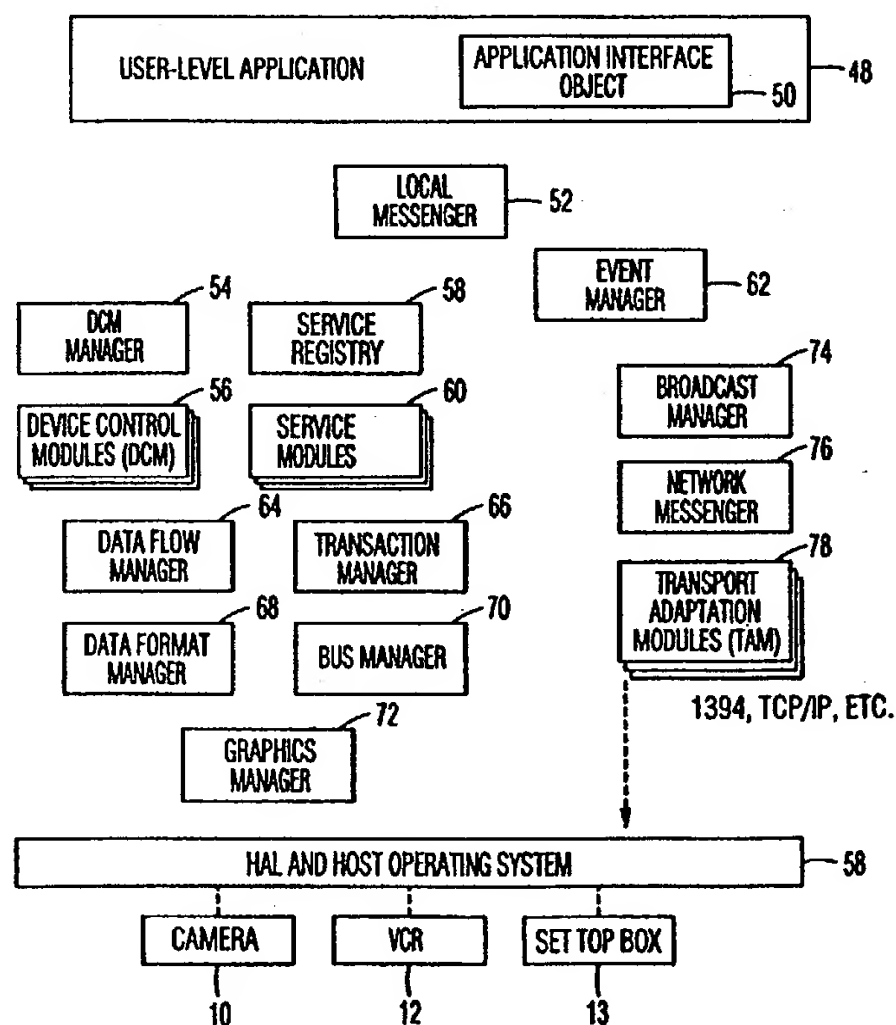 USER-LEVEL APPLICATION
APPLICATION INTERFACE
OBJECT
50
48
LOCAL
MESSENGER
52
EVENT
MANAGER
62
54
DCM
MANAGER
58
SERVICE
REGISTRY
74
BROADCAST
MANAGER
56
DEVICE CONTROL
MODULES (DCM)
60
SERVICE
MODULES
76
NETWORK
MESSENGER
64
DATA FLOW
MANAGER
66
TRANSACTION
MANAGER
78
TRANSPORT
ADAPTATION
MODULES (TAM)
68
DATA FORMAT
MANAGER
70
BUS MANAGER
1394, TCP/IP, ETC.
72
GRAPHICS
MANAGER
HAL AND HOST OPERATING SYSTEM
58
CAMERA
VCR
SET TOP BOX
10
12
13